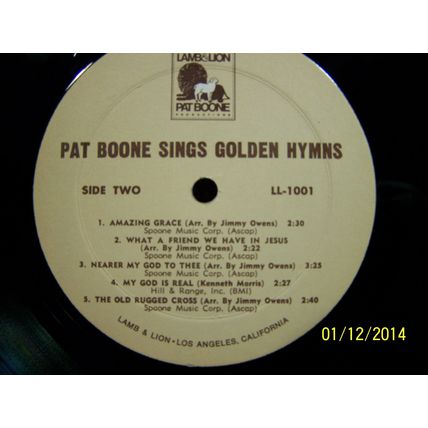 LAMB & LION
PAT BOONE
PRODUCTIONS
PAT BOONE SINGS GOLDEN HYMNS
SIDE TWO LL-1001
1. AMAZING GRACE (Arr. By Jimmy Owens) 2:30
Spoone Music Corp. (Ascap)
2. WHAT A FRIEND WE HAVE IN JESUS
(Arr. By Jimmy Owens) 2:22
Spoone Music Corp. (Ascap)
3. NEARER MY GOD TO THEE (Arr. By Jimmy Owens) 3:25
Spoone Music Corp. (Ascap)
4. MY GOD IS REAL (Kenneth Morris) 2:27
Hill & Range, Inc. (BMI)
5. THE OLD RUGGED CROSS (Arr. By Jimmy Owens) 2:40
Spoone Music Corp. (Ascap)
LAMB & LION • LOS ANGELES, CALIFORNIA
01/12/2014